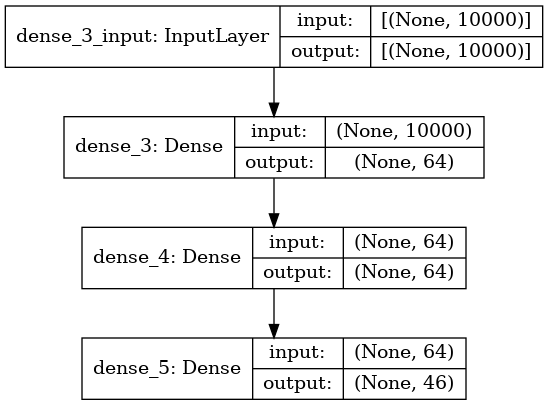 dense_3_input: InputLayer
input: [(None, 10000)]
output: [(None, 10000)]
dense_3: Dense
input: (None, 10000)
output: (None, 64)
dense_4: Dense
input: (None, 64)
output: (None, 64)
dense_5: Dense
input: (None, 64)
output: (None, 46)